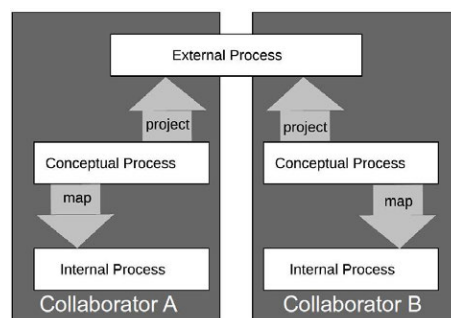 External Process
project
project
Conceptual Process
Conceptual Process
map
map
Internal Process
Internal Process
Collaborator A
Collaborator B